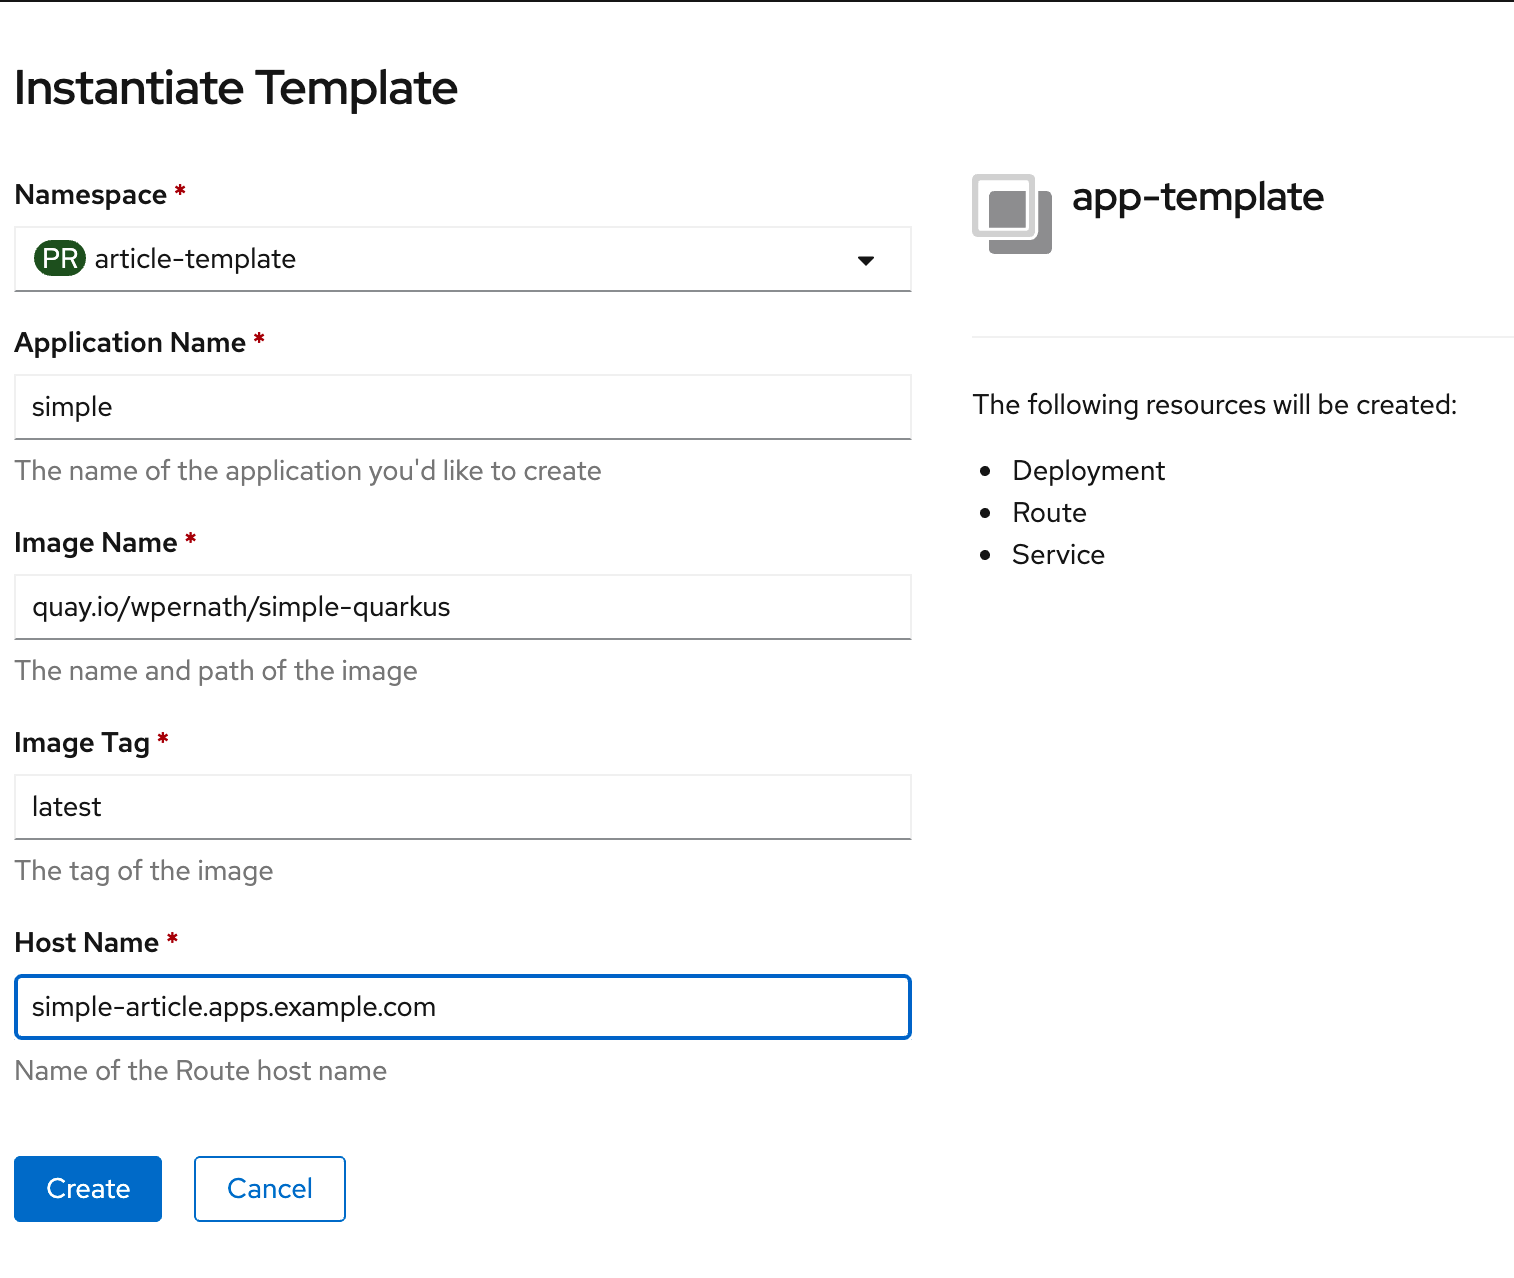 Instantiate Template
Namespace *
PR article-template
Application Name *
simple
The name of the application you'd like to create
Image Name *
quay.io/wpernath/simple-quarkus
The name and path of the image
Image Tag *
latest
The tag of the image
Host Name *
simple-article.apps.example.com
Name of the Route host name
Create
Cancel
app-template
The following resources will be created:
• Deployment
• Route
• Service